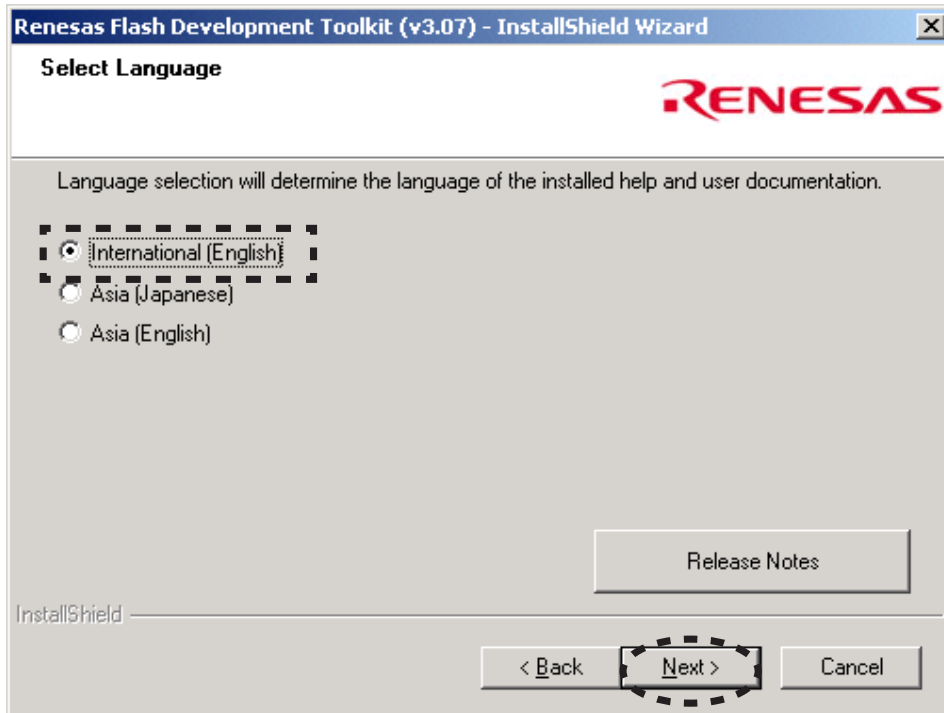 Renesas Flash Development Toolkit (v3.07) - InstallShield Wizard
Select Language
RENESAS
Language selection will determine the language of the installed help and user documentation.
International (English)
Asia (Japanese)
Asia (English)
Release Notes
InstallShield
< Back Next > Cancel